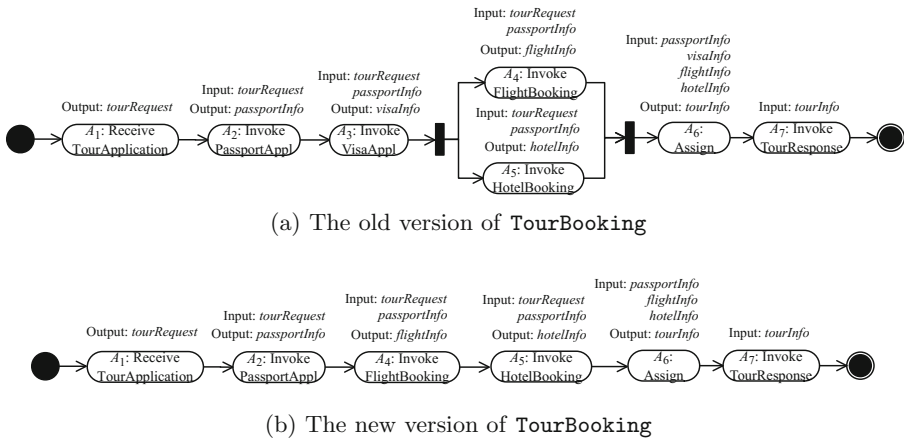 Output: tourRequest
A1: Receive
TourApplication
Input: tourRequest
Output: passportInfo
A2: Invoke
PassportAppl
Input: tourRequest
passportInfo
Output: visaInfo
A3: Invoke
VisaAppl
Input: tourRequest
passportInfo
Output: flightInfo
A4: Invoke
FlightBooking
Input: tourRequest
passportInfo
Output: hotelInfo
A5: Invoke
HotelBooking
Input: passportInfo
visaInfo
flightInfo
hotelInfo
Output: tourInfo
A6:
Assign
Input: tourInfo
A7: Invoke
TourResponse
(a) The old version of TourBooking
Output: tourRequest
A1: Receive
TourApplication
Input: tourRequest
Output: passportInfo
A2: Invoke
PassportAppl
Input: tourRequest
passportInfo
Output: flightInfo
A4: Invoke
FlightBooking
Input: tourRequest
passportInfo
Output: hotelInfo
A5: Invoke
HotelBooking
Input: passportInfo
flightInfo
hotelInfo
Output: tourInfo
A6:
Assign
Input: tourInfo
A7: Invoke
TourResponse
(b) The new version of TourBooking